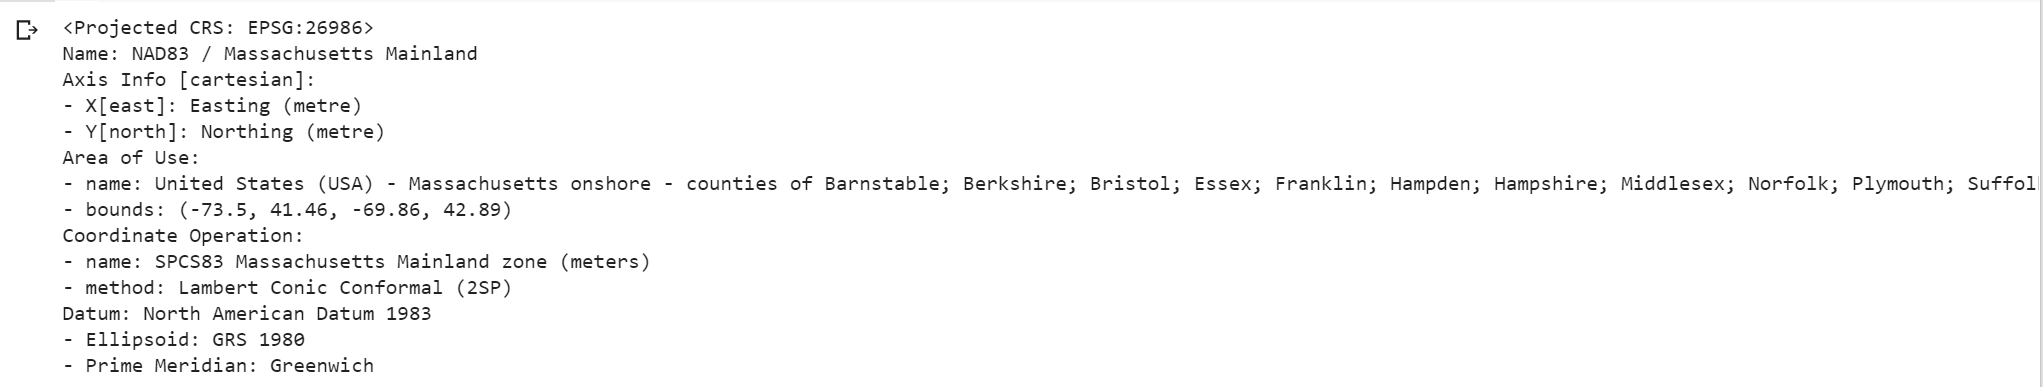 <Projected CRS: EPSG:26986>
Name: NAD83 / Massachusetts Mainland
Axis Info [cartesian]:
- X[east]: Easting (metre)
- Y[north]: Northing (metre)
Area of Use:
- name: United States (USA) - Massachusetts onshore - counties of Barnstable; Berkshire; Bristol; Essex; Franklin; Hampden; Hampshire; Middlesex; Norfolk; Plymouth;
- bounds: (-73.5, 41.46, -69.86, 42.89)
Coordinate Operation:
- name: SPCS83 Massachusetts Mainland zone (meters)
- method: Lambert Conic Conformal (2SP)
Datum: North American Datum 1983
- Ellipsoid: GRS 1980
- Prime Meridian: Greenwich